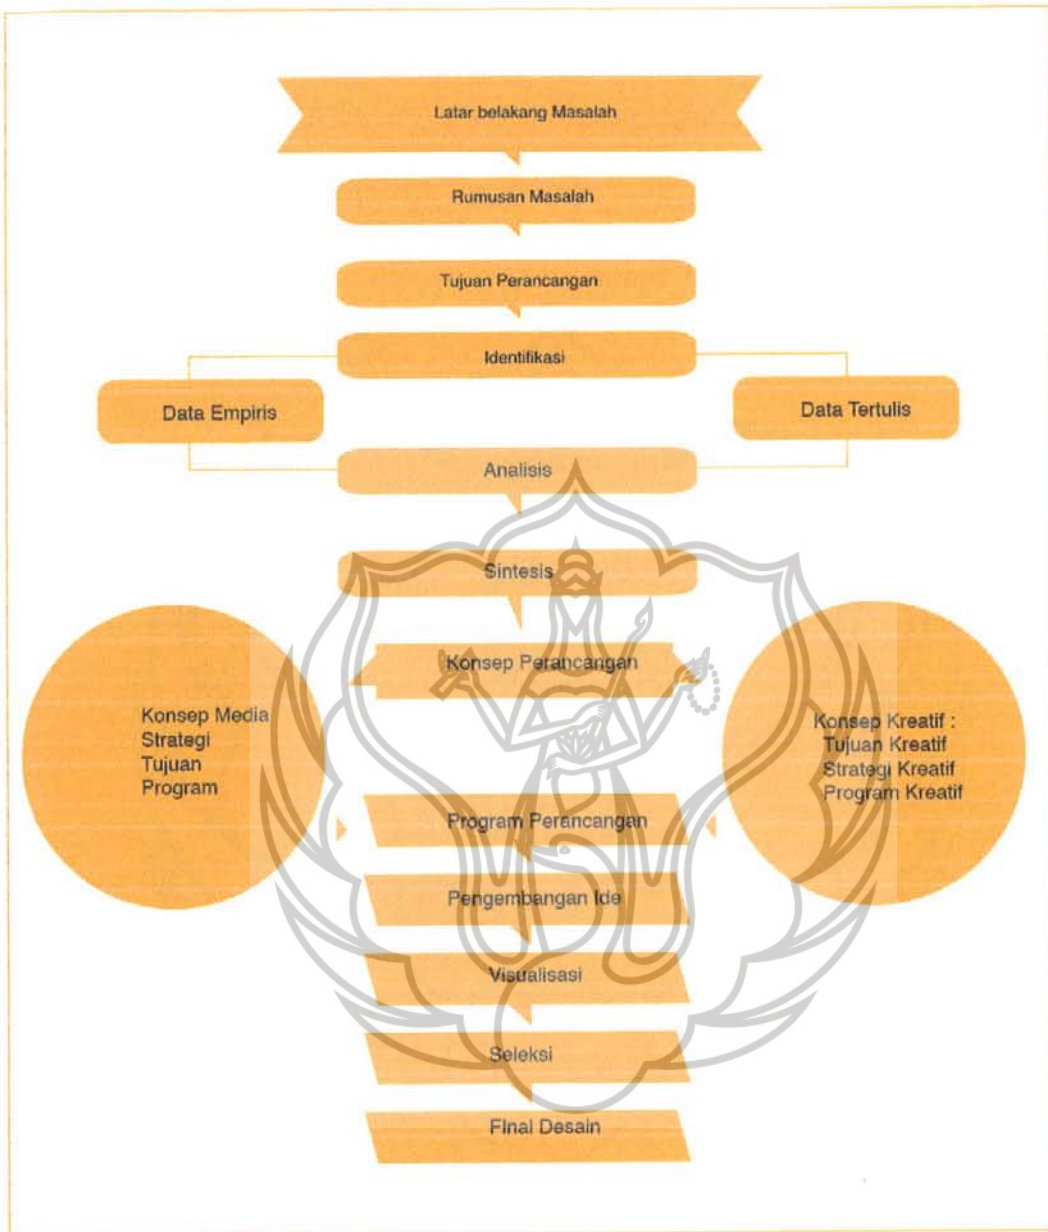 Latar belakang Masalah
Rumusan Masalah
Tujuan Perancangan
Identifikasi
Data Empiris
Data Tertulis
Analisis
Sintesis
Konsep Perancangan
Konsep Media
Strategi
Tujuan
Program
Konsep Kreatif :
Tujuan Kreatif
Strategi Kreatif
Program Kreatif
Program Perancangan
Pengembangan Ide
Visualisasi
Seleksi
Final Desain